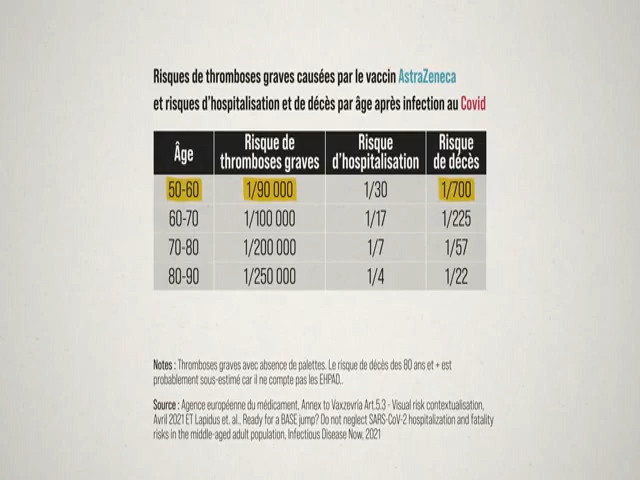 Risques de thromboses graves causées par le vaccin AstraZeneca
et risques d'hospitalisation et de décès par âge après infection au Covid
Âge Risque de thromboses graves Risque d'hospitalisation Risque de décès
50-60 1/90 000 1/30 1/700
60-70 1/100 000 1/17 1/225
70-80 1/200 000 1/7 1/57
80-90 1/250 000 1/4 1/22
Notes : Thromboses graves avec absence de palettes. Le risque de décès des 80 ans et + est
probablement sous-estimé car il ne compte pas les EHPAD..
Source : Agence européenne du médicament, Annex to Vaxzevria Art.5.3 - Visual risk contextualisation,
Avril 2021 ET Lapidus et. al., Ready for a BASE jump? Do not neglect SARS-CoV-2 hospitalization and fatality
risks in the middle-aged adult population, Infectious Disease Now, 2021